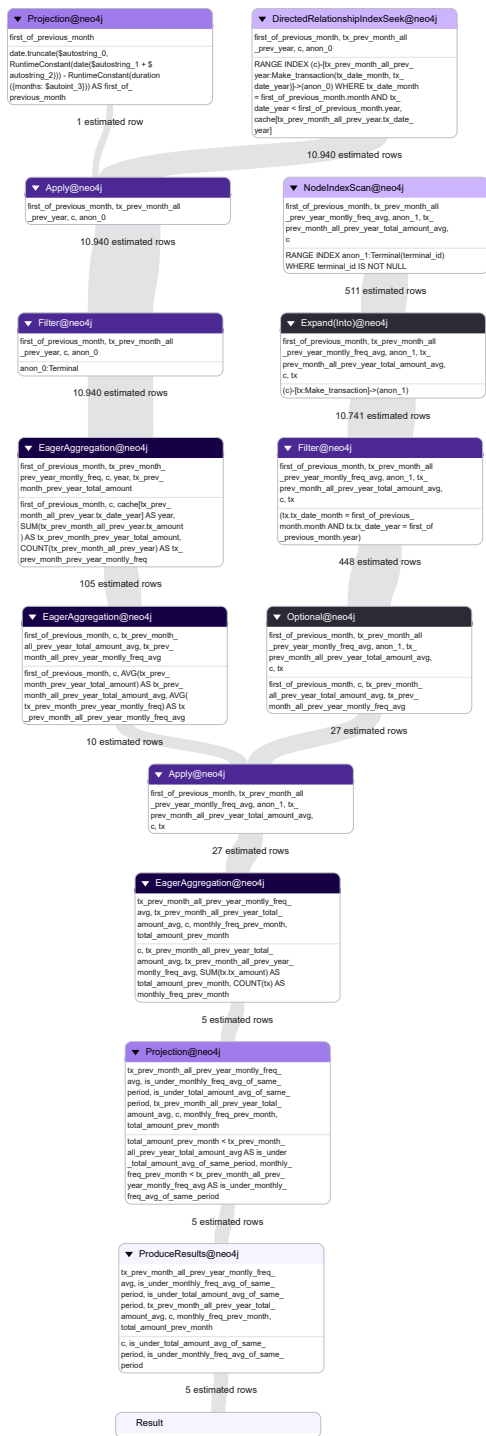 Projection@neo4j
first_of_previous_month
date.truncate($autostring_0,
RuntimeConstant(date($autostring_1 + $
autostring_2))) - RuntimeConstant(duration
({months: $autoint_3})) AS first_of_
previous_month
1 estimated row
DirectedRelationshipIndexSeek@neo4j
first_of_previous_month, tx_prev_month_all
_prev_year, c, anon_0
RANGE INDEX (c)-[tx_prev_month_all_prev_
year:Make_transaction(tx_date_month, tx_
date_year)]->(anon_0) WHERE tx_date_month
= first_of_previous_month.month AND tx_
date_year < first_of_previous_month.year,
cache[tx_prev_month_all_prev_year.tx_date_
year]
10.940 estimated rows
Apply@neo4j
first_of_previous_month, tx_prev_month_all
_prev_year, c, anon_0
10.940 estimated rows
NodeIndexScan@neo4j
first_of_previous_month, tx_prev_month_all
_prev_year_montly_freq_avg, anon_1, tx_
prev_month_all_prev_year_total_amount_avg,
c
RANGE INDEX anon_1:Terminal(terminal_id)
WHERE terminal_id IS NOT NULL
511 estimated rows
Filter@neo4j
first_of_previous_month, tx_prev_month_all
_prev_year, c, anon_0
anon_0:Terminal
10.940 estimated rows
Expand(Into)@neo4j
first_of_previous_month, tx_prev_month_all
_prev_year_montly_freq_avg, anon_1, tx_
prev_month_all_prev_year_total_amount_avg,
c, tx
(c)-[tx:Make_transaction]->(anon_1)
10.741 estimated rows
EagerAggregation@neo4j
first_of_previous_month, tx_prev_month_
prev_year_montly_freq, c, year, tx_prev_
month_prev_year_total_amount
first_of_previous_month, c, cache[tx_prev_
month_all_prev_year.tx_date_year] AS year,
SUM(tx_prev_month_all_prev_year.tx_amount
) AS tx_prev_month_prev_year_total_amount,
COUNT(tx_prev_month_all_prev_year) AS tx_
prev_month_prev_year_montly_freq
105 estimated rows
Filter@neo4j
first_of_previous_month, tx_prev_month_all
_prev_year_montly_freq_avg, anon_1, tx_
prev_month_all_prev_year_total_amount_avg,
c, tx
(tx.tx_date_month = first_of_previous_
month.month AND tx.tx_date_year = first_of
_previous_month.year)
448 estimated rows
EagerAggregation@neo4j
first_of_previous_month, c, tx_prev_month_
all_prev_year_total_amount_avg, tx_prev_
month_all_prev_year_montly_freq_avg
first_of_previous_month, c, AVG(tx_prev_
month_prev_year_total_amount) AS tx_prev_
month_all_prev_year_total_amount_avg, AVG(
tx_prev_month_prev_year_montly_freq) AS tx
_prev_month_all_prev_year_montly_freq_avg
10 estimated rows
Optional@neo4j
first_of_previous_month, tx_prev_month_all
_prev_year_montly_freq_avg, anon_1, tx_
prev_month_all_prev_year_total_amount_avg,
c, tx
first_of_previous_month, c, tx_prev_month_
all_prev_year_total_amount_avg, tx_prev_
month_all_prev_year_montly_freq_avg
27 estimated rows
Apply@neo4j
first_of_previous_month, tx_prev_month_all
_prev_year_montly_freq_avg, anon_1, tx_
prev_month_all_prev_year_total_amount_avg,
c, tx
27 estimated rows
EagerAggregation@neo4j
tx_prev_month_all_prev_year_montly_freq_
avg, tx_prev_month_all_prev_year_total_
amount_avg, c, monthly_freq_prev_month,
total_amount_prev_month
c, tx_prev_month_all_prev_year_total_
amount_avg, tx_prev_month_all_prev_year_
montly_freq_avg, SUM(tx.tx_amount) AS
total_amount_prev_month, COUNT(tx) AS
monthly_freq_prev_month
5 estimated rows
Projection@neo4j
tx_prev_month_all_prev_year_montly_freq_
avg, is_under_monthly_freq_avg_of_same_
period, is_under_total_amount_avg_of_same_
period, tx_prev_month_all_prev_year_total_
amount_avg, c, monthly_freq_prev_month,
total_amount_prev_month
total_amount_prev_month < tx_prev_month_
all_prev_year_total_amount_avg AS is_under
_total_amount_avg_of_same_period, monthly_
freq_prev_month < tx_prev_month_all_prev_
year_montly_freq_avg AS is_under_monthly_
freq_avg_of_same_period
5 estimated rows
ProduceResults@neo4j
tx_prev_month_all_prev_year_montly_freq_
avg, is_under_monthly_freq_avg_of_same_
period, is_under_total_amount_avg_of_same_
period, tx_prev_month_all_prev_year_total_
amount_avg, c, monthly_freq_prev_month,
total_amount_prev_month
c, is_under_total_amount_avg_of_same_
period, is_under_monthly_freq_avg_of_same_
period
5 estimated rows
Result